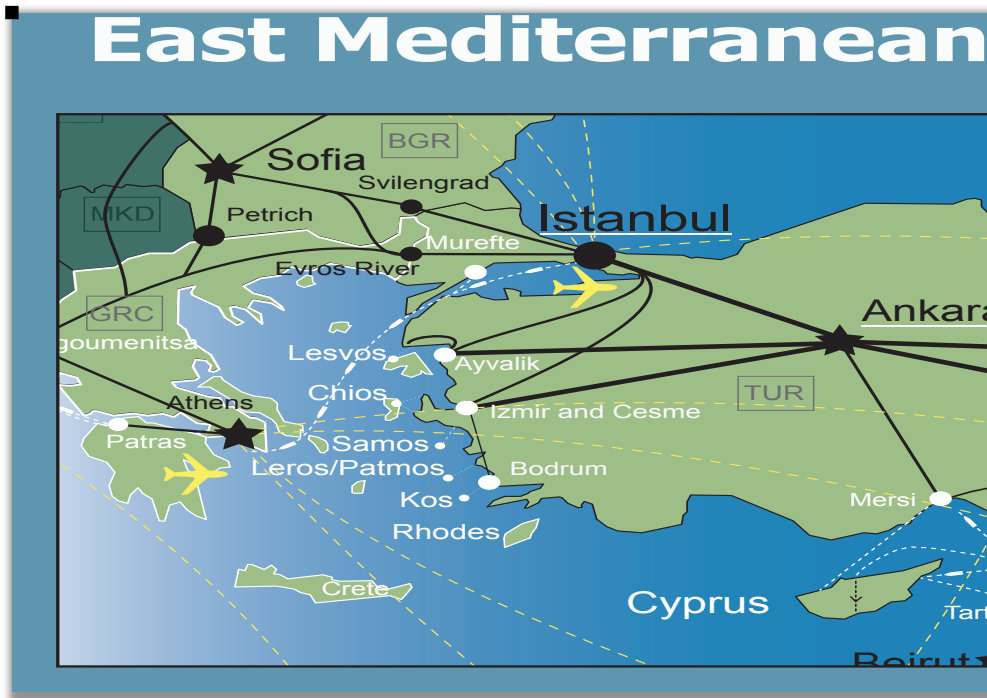 East Mediterranean
BGR
Sofia
Svilengrad
MKD
Petrich
Istanbul
Murefte
Evros River
GRC
Ankara
goumenitsa
Lesvos
Ayvalik
Chios
TUR
Athens
Izmir and Cesme
Patras
Samos
Leros/Patmos
Bodrum
Kos
Mersi
Rhodes
Crete
Cyprus
Tart
Beirut